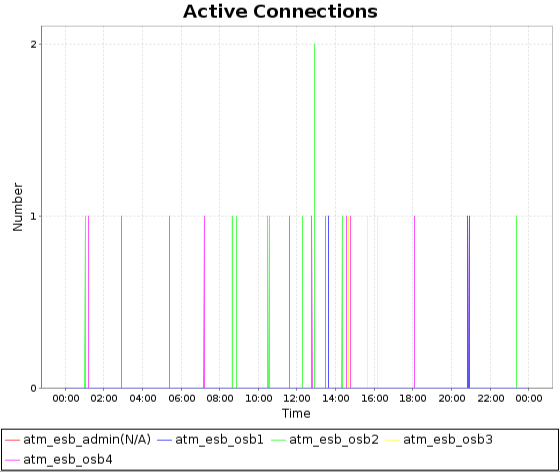 Active Connections
2
1
0
Number
00:00 02:00 04:00 06:00 08:00 10:00 12:00 14:00 16:00 18:00 20:00 22:00 00:00
Time
atm_esb_admin(N/A) atm_esb_osb1 atm_esb_osb2 atm_esb_osb3
atm_esb_osb4